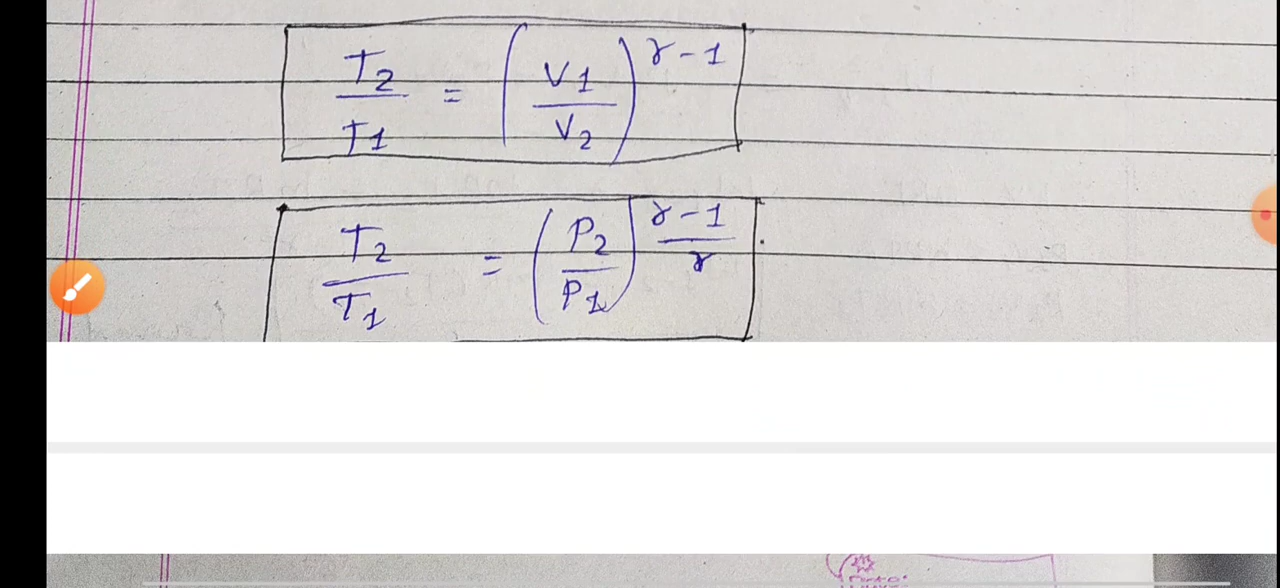 T2/T1 = (V1/V2)^γ-1
T2/T1 = (P2/P1)^γ-1/γ.